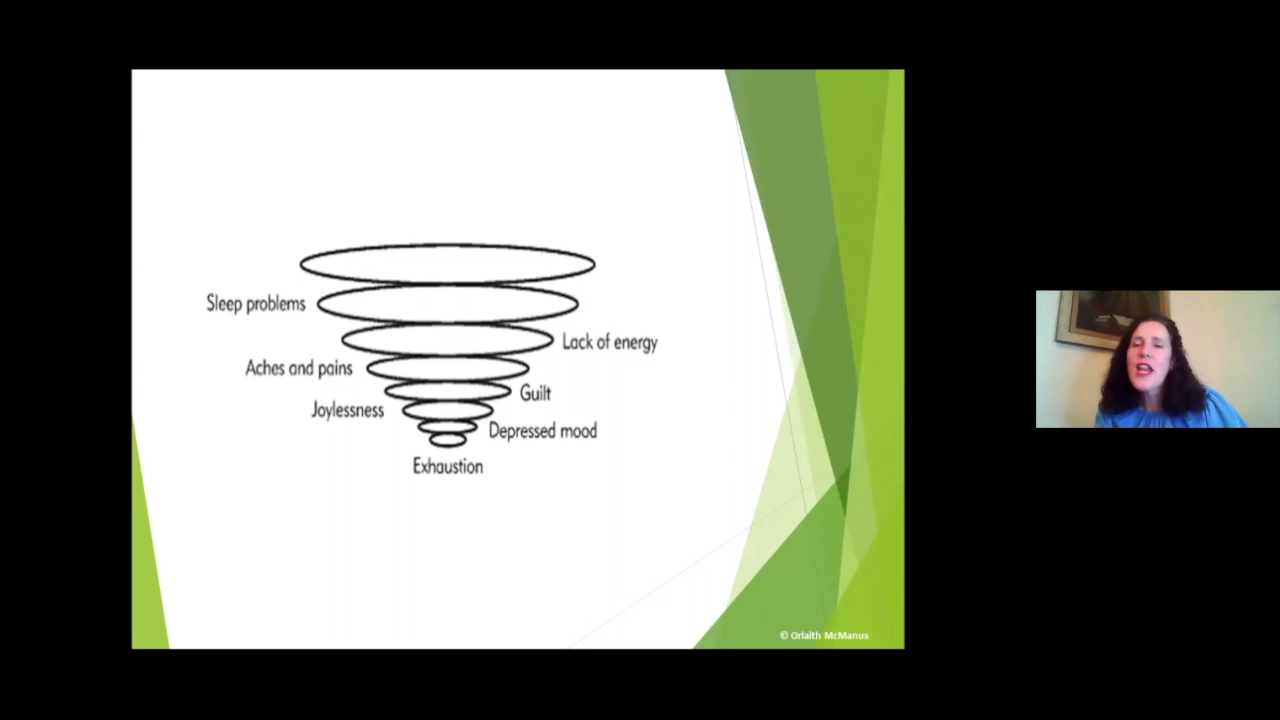 Sleep problems
Lack of energy
Aches and pains
Guilt
Joylessness
Depressed mood
Exhaustion
© Orlaith McManus